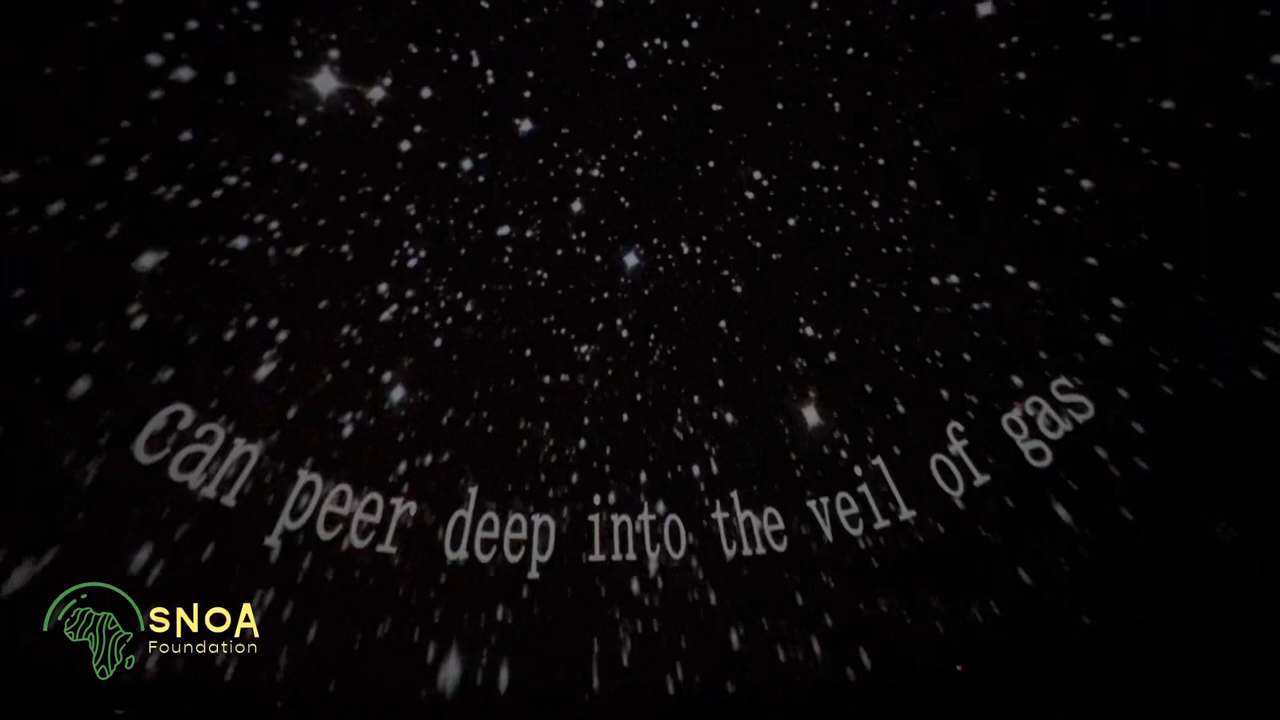 can peer deep into the veil of gas
SNOA
Foundation